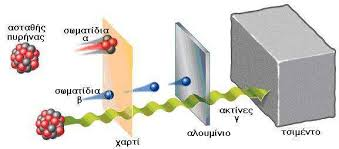 ασταθής
πυρήνας
σωματίδια
α
σωματίδια
β
ακτίνες
γ
χαρτί
αλουμίνιο
τσιμέντο